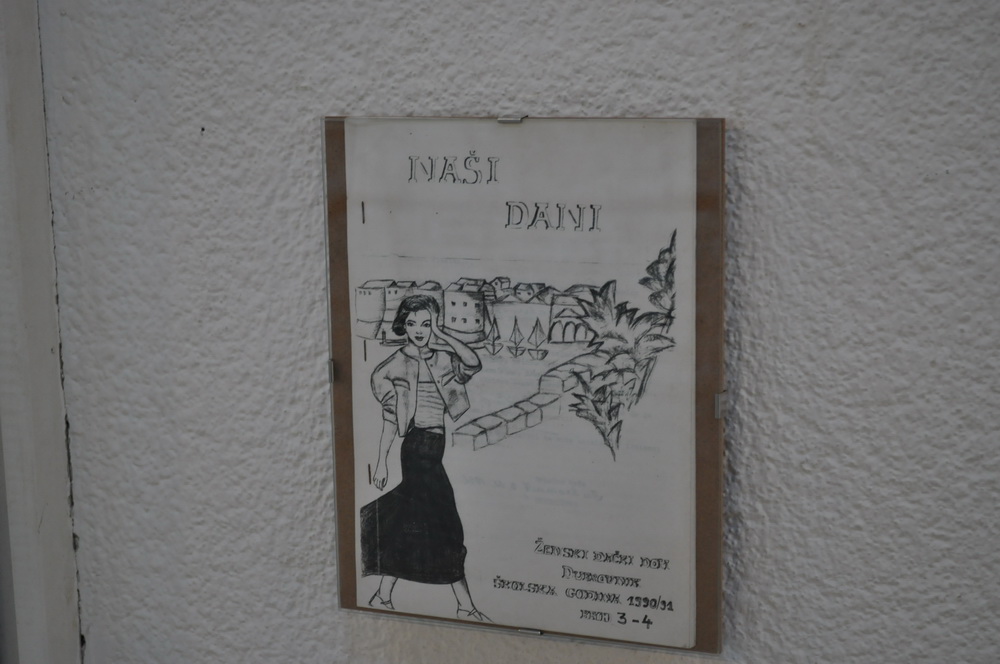 NAŠI
DANI
ŽENSKI ĐAČKI DOM
DUBROVNIK
ŠKOLSKA GODINA 1990/91
BROJ 3-4